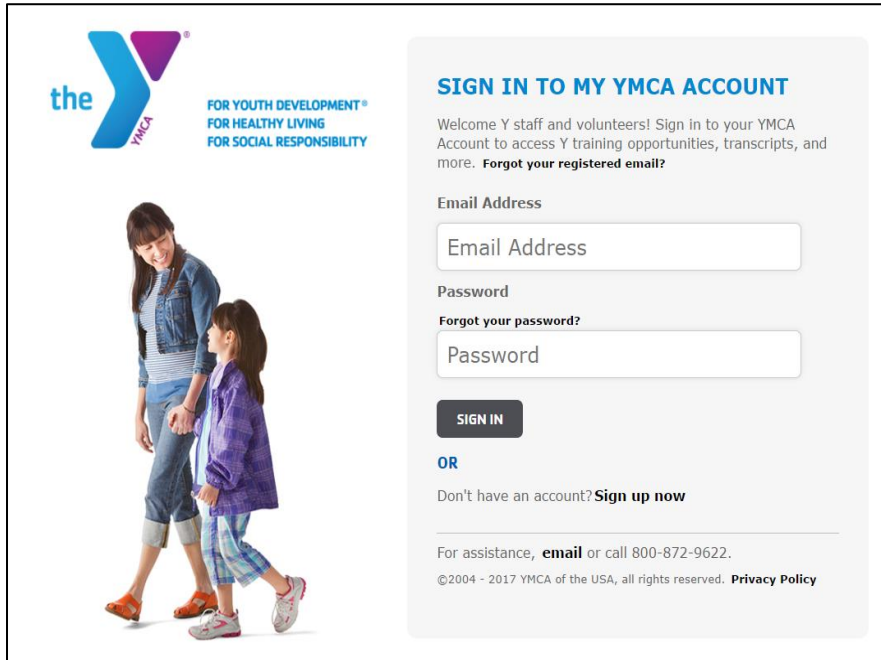 the
YMCA
®
FOR YOUTH DEVELOPMENT®
FOR HEALTHY LIVING
FOR SOCIAL RESPONSIBILITY
SIGN IN TO MY YMCA ACCOUNT
Welcome Y staff and volunteers! Sign in to your YMCA
Account to access Y training opportunities, transcripts, and
more. Forgot your registered email?
Email Address
Email Address
Password
Forgot your password?
Password
SIGN IN
OR
Don't have an account? Sign up now
For assistance, email or call 800-872-9622.
©2004 - 2017 YMCA of the USA, all rights reserved. Privacy Policy